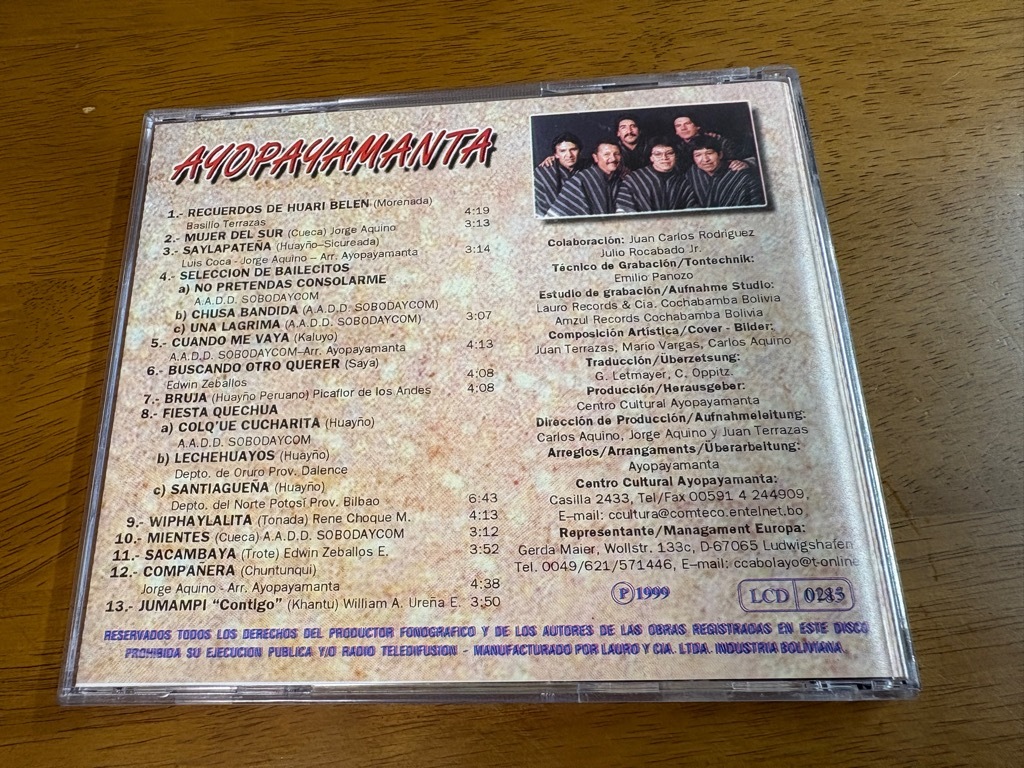 AYOPAYAMANTA
1.- RECUERDOS DE HUARI BELEN (Morenada)
Basilio Terrazas 4:19
2.- MUJER DEL SUR (Cueca) Jorge Aquino 3:13
3.- SAYLAPATEÑA (Huayño-Sicureada)
Luis Coca - Jorge Aquino - Arr. Ayopayamanta 3:14
4.- SELECCION DE BAILECITOS
a) NO PRETENDAS CONSOLARME
A.A.D.D. SOBODAYCOM
b) CHUSA BANDIDA (A.A.D.D. SOBODAYCOM)
c) UNA LAGRIMA (A.A.D.D. SOBODAYCOM) 3:07
5.- CUANDO ME VAYA (Kaluyo)
A.A.D.D. SOBODAYCOM-Arr. Ayopayamanta 4:13
6.- BUSCANDO OTRO QUERER (Saya)
Edwin Zeballos 4:08
7.- BRUJA (Huayño Peruano) Picaflor de los Andes 4:08
8.- FIESTA QUECHUA
a) COLQ'UE CUCHARITA (Huayño)
A.A.D.D. SOBODAYCOM
b) LECHEHUAYOS (Huayño)
Depto. de Oruro Prov. Dalence
c) SANTIAGUEÑA (Huayño)
Depto. del Norte Potosí Prov. Bilbao 6:43
9.- WIPHAYLALITA (Tonada) Rene Choque M. 4:13
10.- MIENTES (Cueca) A.A.D.D. SOBODAYCOM 3:12
11.- SACAMBAYA (Trote) Edwin Zeballos E. 3:52
12.- COMPAÑERA (Chuntunqui)
Jorge Aquino - Arr. Ayopayamanta 4:38
13.- JUMAMPI "Contigo" (Khantu) William A. Ureña E. 3:50
Colaboración: Juan Carlos Rodríguez
Julio Rocabado Jr.
Técnico de Grabación/Tontechnik:
Emilio Panozo
Estudio de grabación/Aufnahme Studio:
Lauro Records & Cia. Cochabamba Bolivia
Amzúl Records Cochabamba Bolivia
Composición Artística/Cover - Bilder:
Juan Terrazas, Mario Vargas, Carlos Aquino
Traducción/Überzetsung:
G. Letmayer, C. Oppitz.
Producción/Herausgeber:
Centro Cultural Ayopayamanta
Dirección de Producción/Aufnahmeleitung:
Carlos Aquino, Jorge Aquino y Juan Terrazas
Arreglos/Arrangaments/Überarbeitung:
Ayopayamanta
Centro Cultural Ayopayamanta:
Casilla 2433, Tel/Fax 00591 4 244909,
E-mail: ccultura@comteco.entelnet.bo
Representante/Managament Europa:
Gerda Maier, Wollstr. 133c, D-67065 Ludwigshafen
Tel. 0049/621/571446, E-mail: ccabolayo@t-online
Ⓟ 1999
LCD 0285
RESERVADOS TODOS LOS DERECHOS DEL PRODUCTOR FONOGRAFICO Y DE LOS AUTORES DE LAS OBRAS REGISTRADAS EN ESTE DISCO
PROHIBIDA SU EJECUCION PUBLICA Y/O RADIO TELEDIFUSION - MANUFACTURADO POR LAURO Y CIA. LTDA. INDUSTRIA BOLIVIANA.